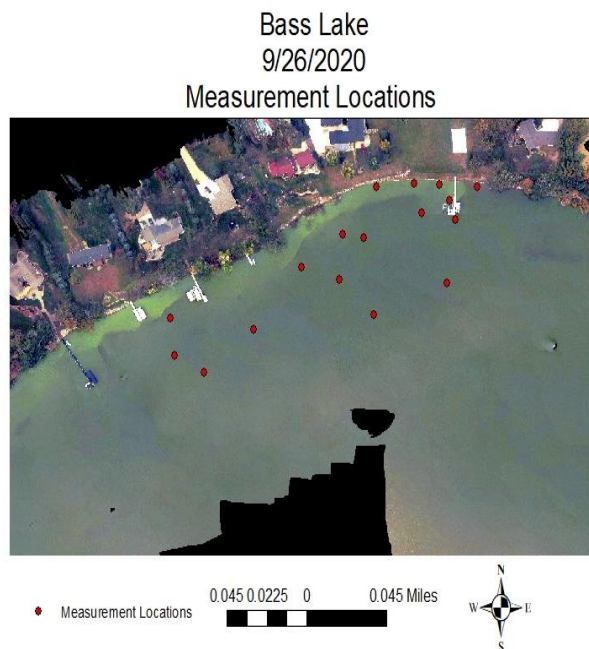 Bass Lake
9/26/2020
Measurement Locations
Measurement Locations
0.045 0.0225 0 0.045 Miles
N
W E
S